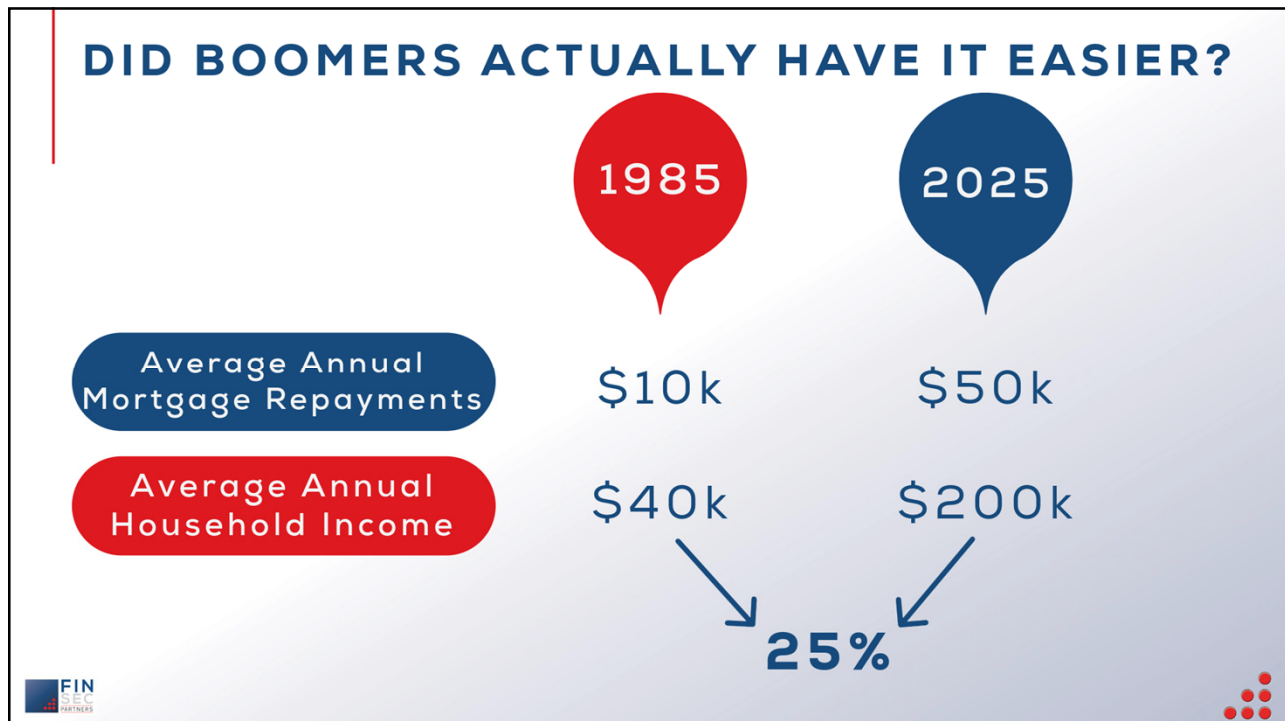 DID BOOMERS ACTUALLY HAVE IT EASIER?
1985
2025
Average Annual
Mortgage Repayments
$10k
$50k
Average Annual
Household Income
$40k
$200k
25%
FIN
SEC
PARTNERS